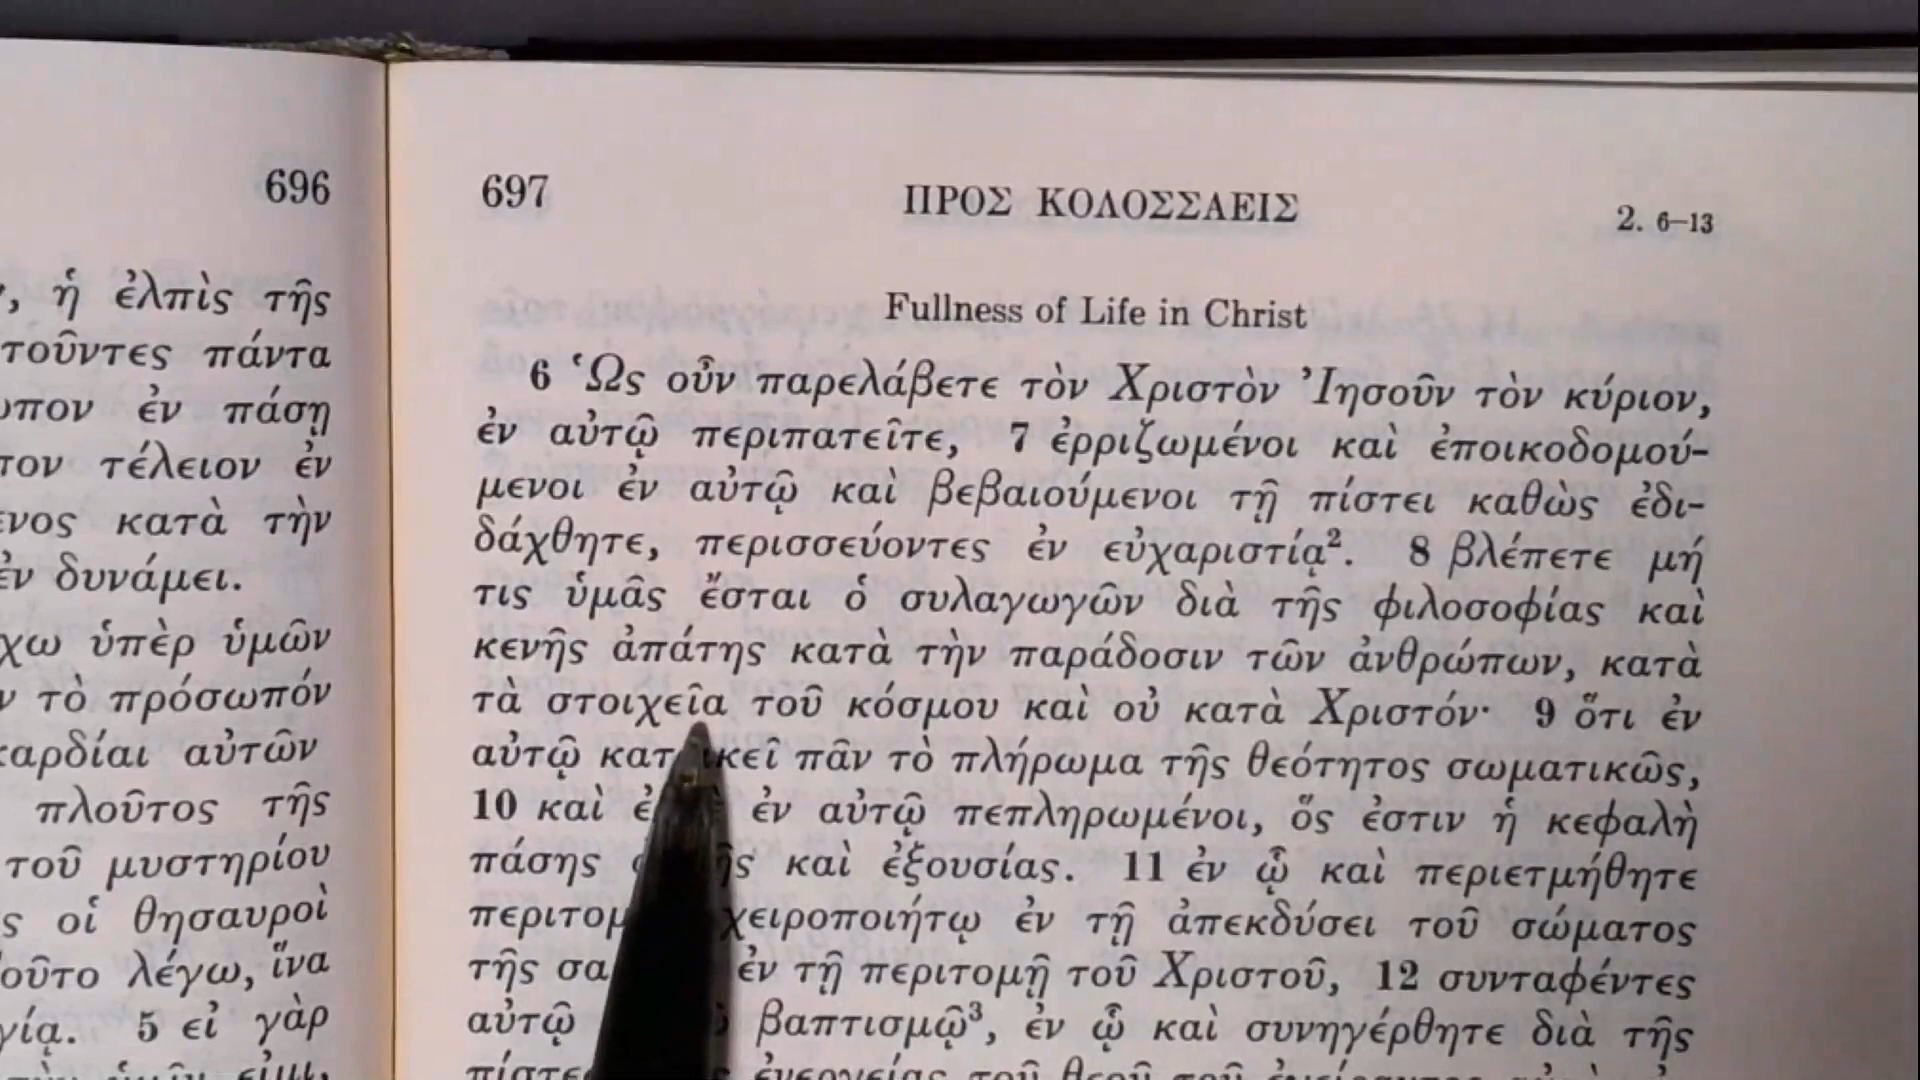 696
, ἡ ἐλπὶς τῆς
τοῦντες πάντα
ἐν πάσῃ
τέλειον ἐν
κατὰ τὴν
ἐν δυνάμει.
ὑπὲρ ὑμῶν
τὸ πρόσωπόν
αὐτῶν
πλοῦτος τῆς
τοῦ μυστηρίου
οἱ θησαυροὶ
λέγω, ἵνα
5 εἰ γὰρ
697 ΠΡΟΣ ΚΟΛΟΣΣΑΕΙΣ 2. 6–13
Fullness of Life in Christ
6 Ὡς οὖν παρελάβετε τὸν Χριστὸν Ἰησοῦν τὸν κύριον,
ἐν αὐτῷ περιπατεῖτε, 7 ἐρριζωμένοι καὶ ἐποικοδομού-
μενοι ἐν αὐτῷ καὶ βεβαιούμενοι τῇ πίστει καθὼς ἐδι-
δάχθητε, περισσεύοντες ἐν εὐχαριστίᾳ². 8 βλέπετε μή
τις ὑμᾶς ἔσται ὁ συλαγωγῶν διὰ τῆς φιλοσοφίας καὶ
κενῆς ἀπάτης κατὰ τὴν παράδοσιν τῶν ἀνθρώπων, κατὰ
τὰ στοιχεῖα τοῦ κόσμου καὶ οὐ κατὰ Χριστόν· 9 ὅτι ἐν
αὐτῷ πᾶν τὸ πλήρωμα τῆς θεότητος σωματικῶς,
10 καὶ ἐν αὐτῷ πεπληρωμένοι, ὅς ἐστιν ἡ κεφαλὴ
πάσης καὶ ἐξουσίας. 11 ἐν ᾧ καὶ περιετμήθητε
χειροποιήτῳ ἐν τῇ ἀπεκδύσει τοῦ σώματος
τῆς ἐν τῇ περιτομῇ τοῦ Χριστοῦ, 12 συνταφέντες
αὐτῷ βαπτισμῷ³, ἐν ᾧ καὶ συνηγέρθητε διὰ τῆς